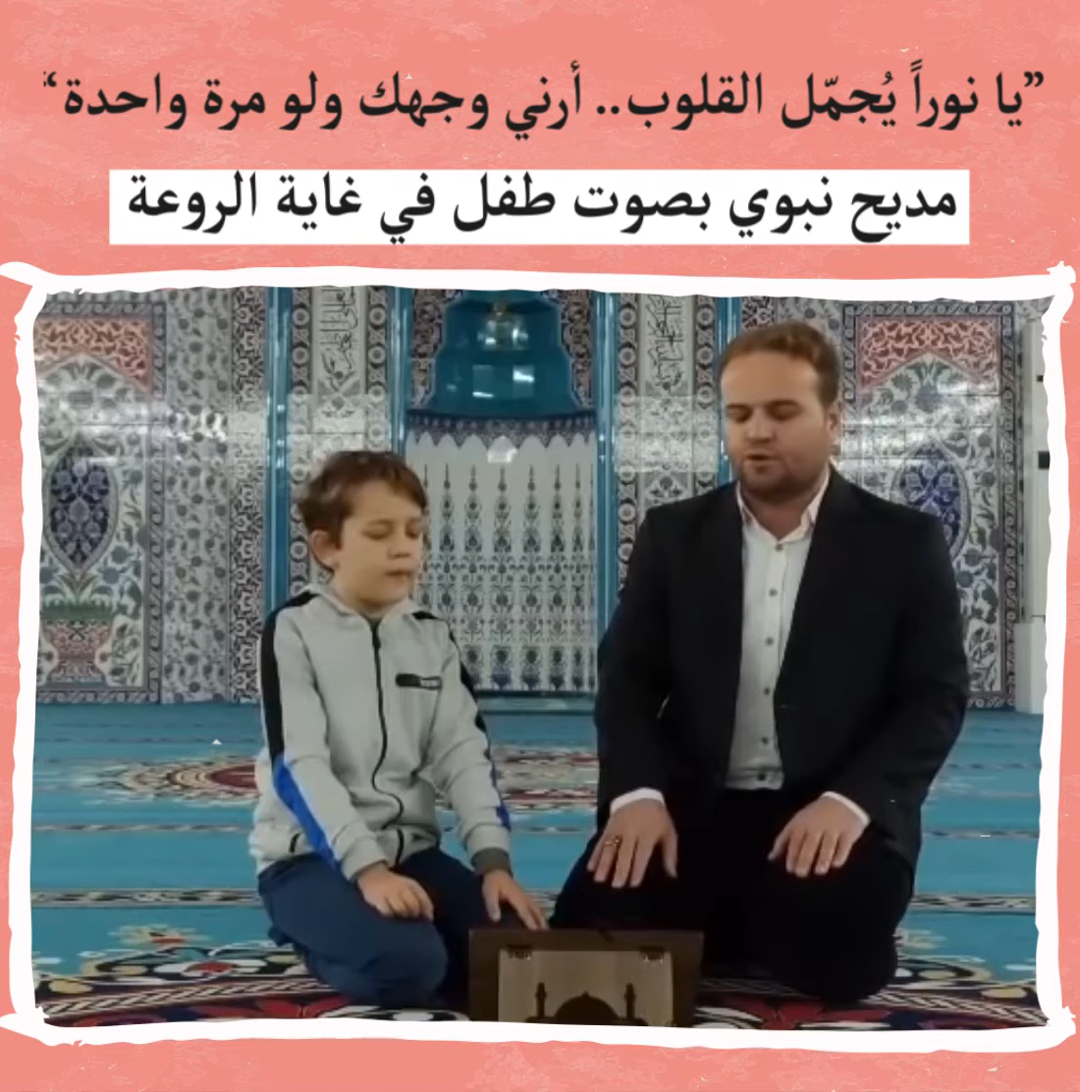 ”يا نوراً يُجمّل القلوب.. أرني وجهك ولو مرة واحدة“
مديح نبوي بصوت طفل في غاية الروعة